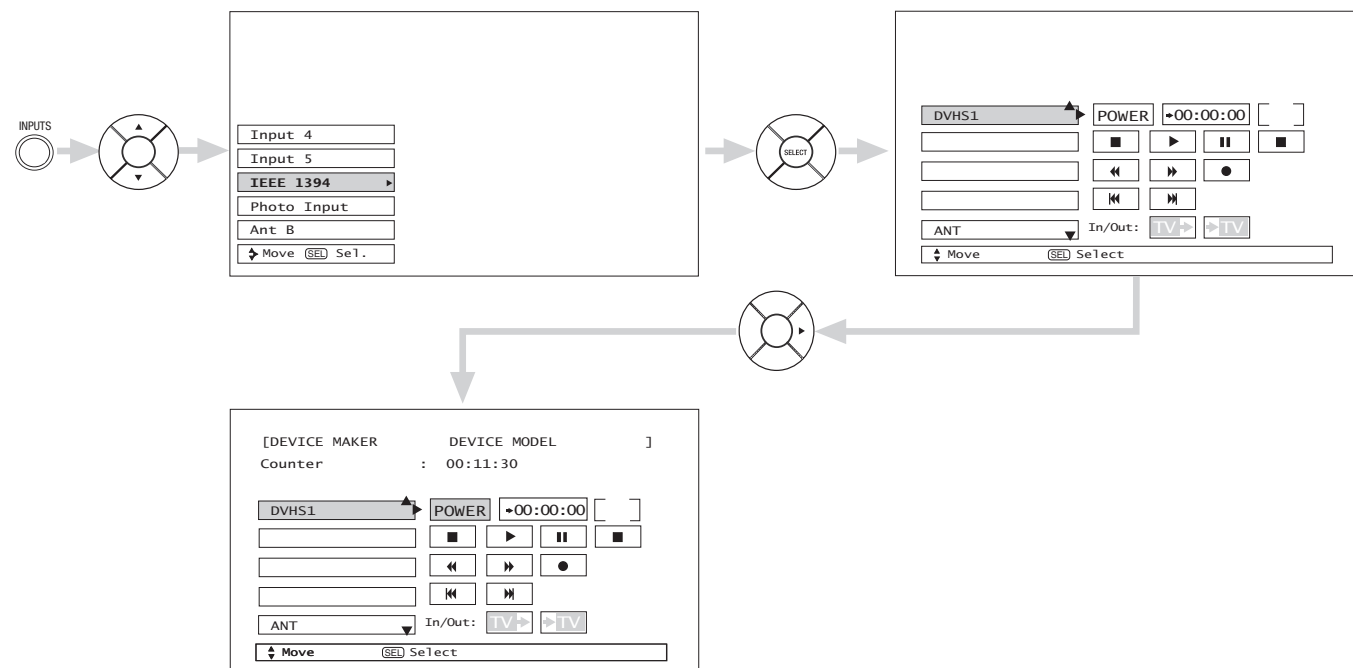 INPUTS
Input 4
Input 5
IEEE 1394
Photo Input
Ant B
Move SEL Sel.
SELECT
DVHS1 POWER 00:00:00
ANT In/Out: TV TV
Move SEL Select
[DEVICE MAKER DEVICE MODEL ]
Counter : 00:11:30
DVHS1 POWER 00:00:00
ANT In/Out: TV TV
Move SEL Select